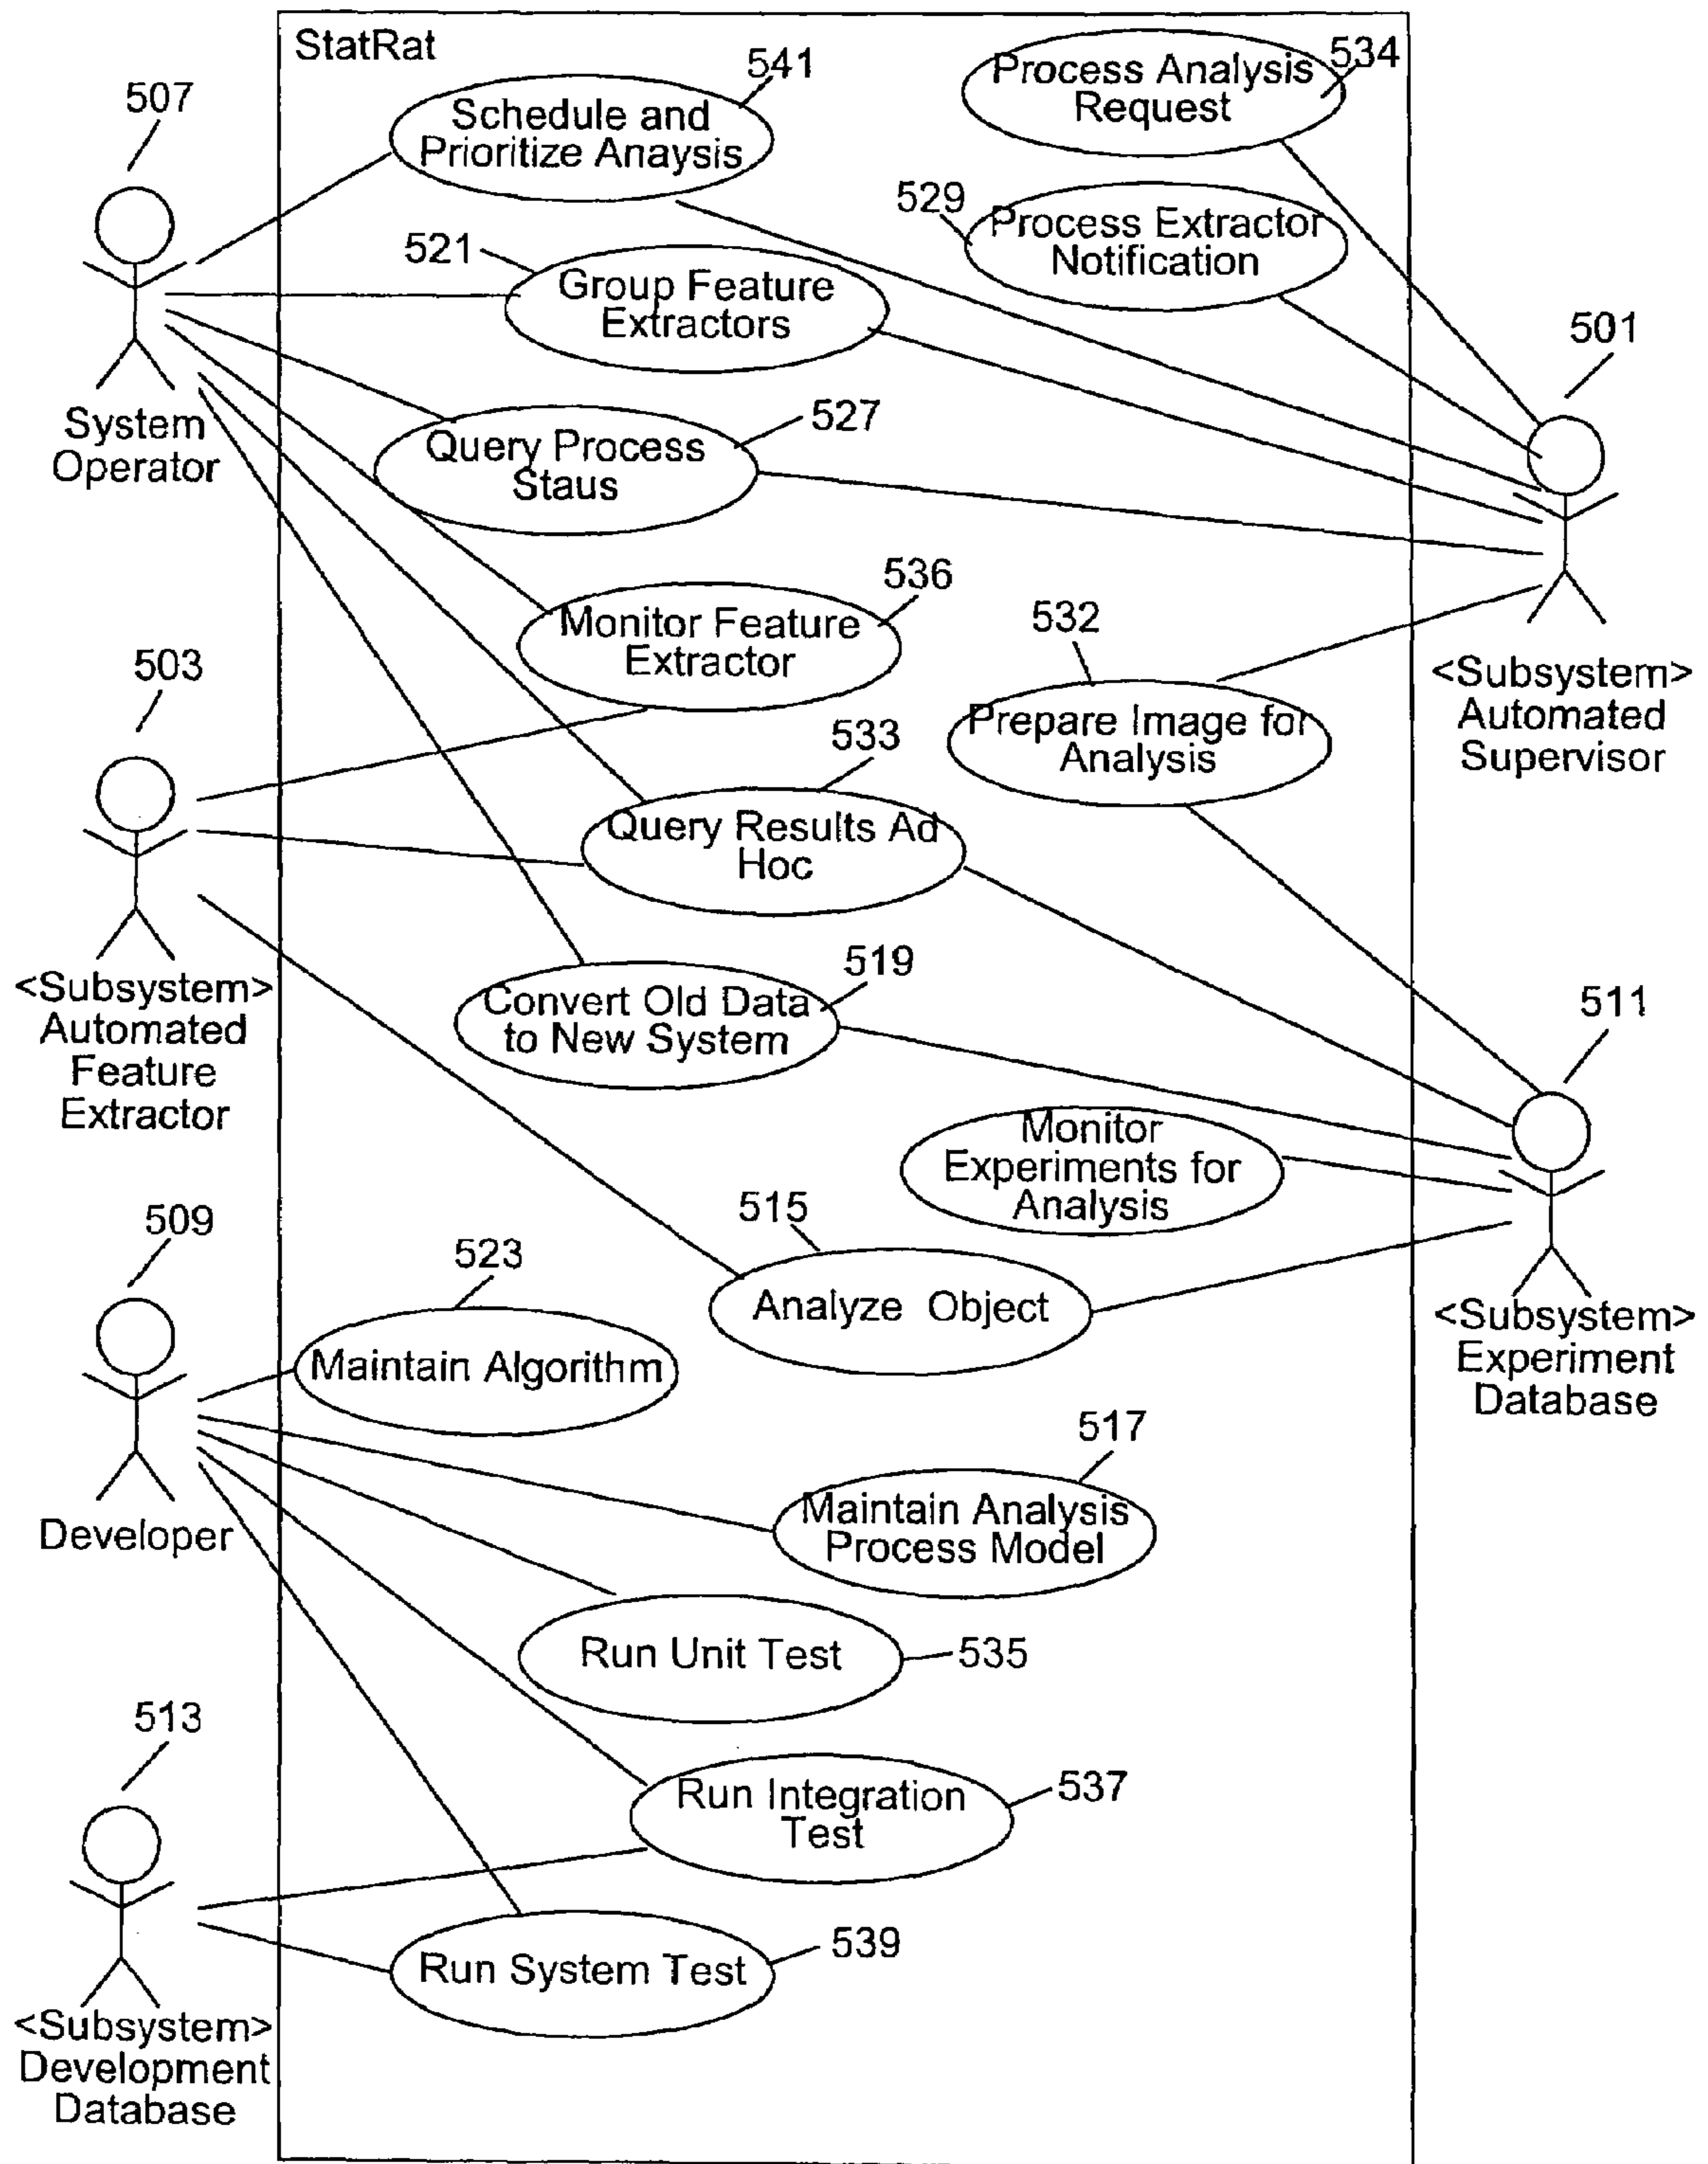 StatRat
541
534
Process Analysis
Request
507
Schedule and
Prioritize Anaysis
529
Process Extractor
Notification
521
Group Feature
Extractors
501
System
Operator
527
Query Process
Staus
536
Monitor Feature
Extractor
532
503
<Subsystem>
Automated
Supervisor
Prepare Image for
Analysis
533
Query Results Ad
Hoc
<Subsystem>
Automated
Feature
Extractor
519
Convert Old Data
to New System
511
Monitor
Experiments for
Analysis
515
Analyze Object
509
523
Maintain Algorithm
<Subsystem>
Experiment
Database
517
Maintain Analysis
Process Model
Developer
Run Unit Test
535
513
Run Integration
Test
537
539
Run System Test
<Subsystem>
Development
Database